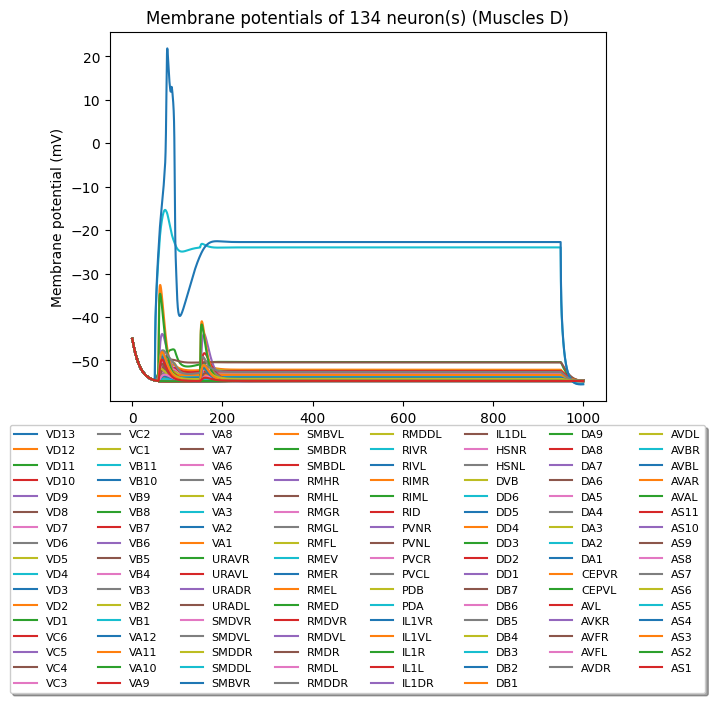 Membrane potentials of 134 neuron(s) (Muscles D)
Membrane potential (mV)
20
10
0
−10
−20
−30
−40
−50
0 200 400 600 800 1000
VD13 VC2 VA8 SMBVL RMDDL IL1DL DA9 AVDL
VD12 VC1 VA7 SMBDR RIVR HSNR DA8 AVBR
VD11 VB11 VA6 SMBDL RIVL HSNL DA7 AVBL
VD10 VB10 VA5 RMHR RIMR DVB DA6 AVAR
VD9 VB9 VA4 RMHL RIML DD6 DA5 AVAL
VD8 VB8 VA3 RMGR RID DD5 DA4 AS11
VD7 VB7 VA2 RMGL PVNR DD4 DA3 AS10
VD6 VB6 VA1 RMFL PVNL DD3 DA2 AS9
VD5 VB5 URAVR RMEV PVCR DD2 DA1 AS8
VD4 VB4 URAVL RMER PVCL DD1 CEPVR AS7
VD3 VB3 URADR RMEL PDB DB7 CEPVL AS6
VD2 VB2 URADL RMED PDA DB6 AVL AS5
VD1 VB1 SMDVR RMDVR IL1VR DB5 AVKR AS4
VC6 VA12 SMDVL RMDVL IL1VL DB4 AVFR AS3
VC5 VA11 SMDDR RMDR IL1R DB3 AVFL AS2
VC4 VA10 SMDDL RMDL IL1L DB2 AVDR AS1
VC3 VA9 SMBVR RMDDR IL1DR DB1